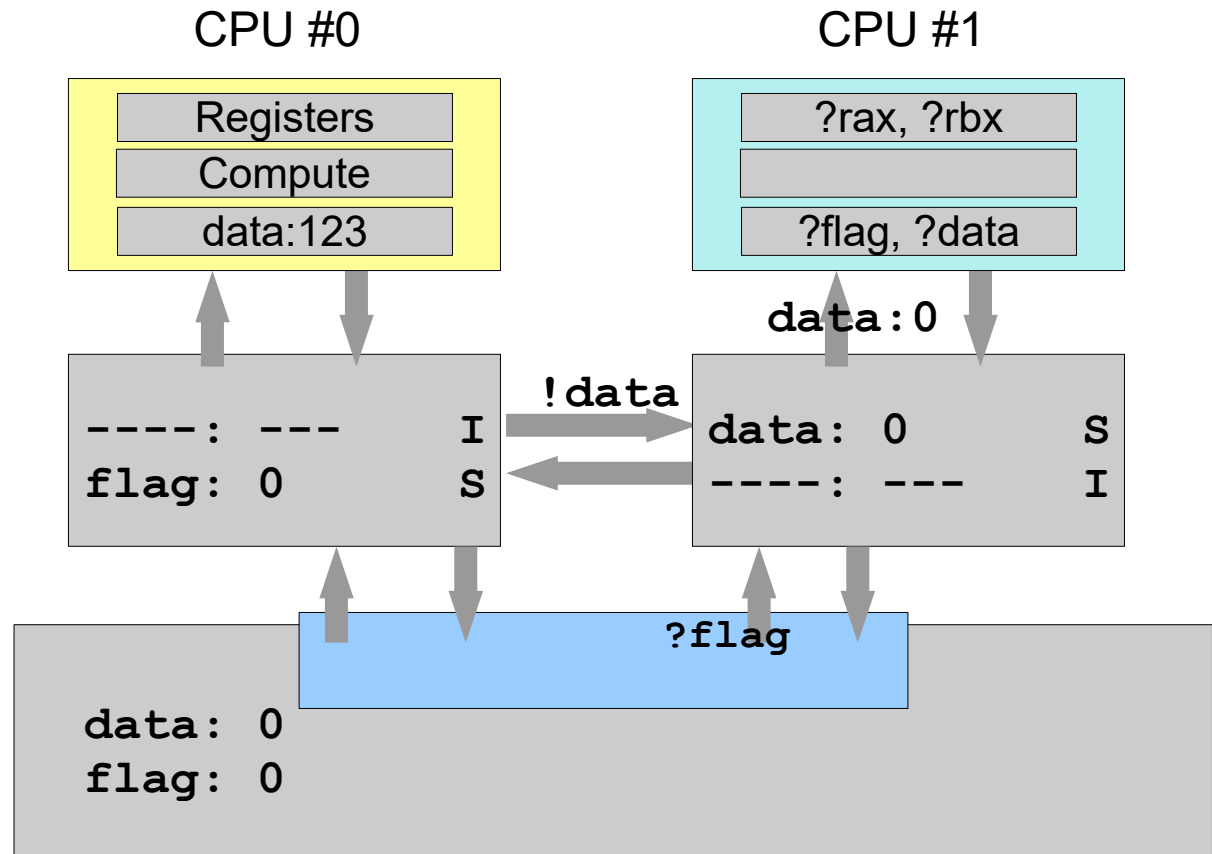 CPU #0
CPU #1
Registers
Compute
data:123
?rax, ?rbx
?flag, ?data
data:0
!data
----: --- I
flag: 0 S
data: 0 S
----: --- I
?flag
data: 0
flag: 0